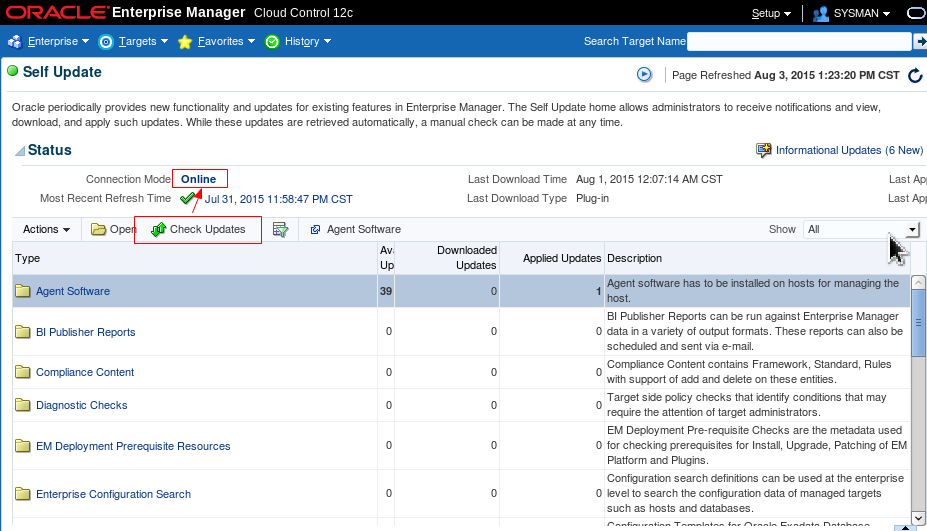 ORACLE Enterprise Manager Cloud Control 12c Setup SYSMAN
Enterprise Targets Favorites History Search Target Name
Self Update Page Refreshed Aug 3, 2015 1:23:20 PM CST
Oracle periodically provides new functionality and updates for existing features in Enterprise Manager. The Self Update home allows administrators to receive notifications and view,
download, and apply such updates. While these updates are retrieved automatically, a manual check can be made at any time.
Status Informational Updates (6 New)
Connection Mode Online Last Download Time Aug 1, 2015 12:07:14 AM CST Last Ap
Most Recent Refresh Time Jul 31, 2015 11:58:47 PM CST Last Download Type Plug-in Last Ap
Actions Open Check Updates Agent Software Show All
Type Ava Up Downloaded Updates Applied Updates Description
Agent Software 39 0 1 Agent software has to be installed on hosts for managing the
host.
BI Publisher Reports 0 0 0 BI Publisher Reports can be run against Enterprise Manager
data in a variety of output formats. These reports can also be
scheduled and sent via e-mail.
Compliance Content 0 0 0 Compliance Content contains Framework, Standard, Rules
with support of add and delete on these entities.
Diagnostic Checks 0 0 0 Target side policy checks that identify conditions that may
require the attention of target administrators.
EM Deployment Prerequisite Resources 0 0 0 EM Deployment Pre-requisite Checks are the metadata used
for checking prerequisites for Install, Upgrade, Patching of EM
Platform and Plugins.
Enterprise Configuration Search 0 0 0 Configuration search definitions can be used at the enterprise
level to search the configuration data of managed targets
such as hosts and databases.
Configuration Templates for Oracle Exadata Database